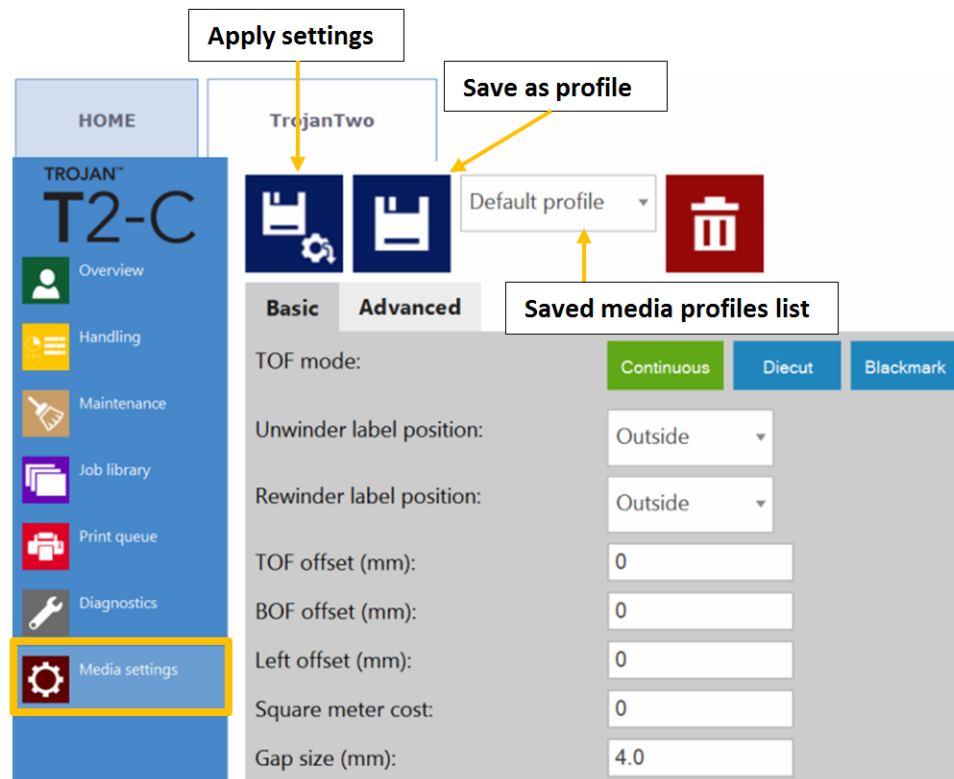 Apply settings
Save as profile
HOME
TrojanTwo
TROJAN™
T2-C
Default profile
Saved media profiles list
Overview
Handling
Maintenance
Job library
Print queue
Diagnostics
Media settings
Basic
Advanced
TOF mode:
Continuous
Diecut
Blackmark
Unwinder label position:
Outside
Rewinder label position:
Outside
TOF offset (mm):
0
BOF offset (mm):
0
Left offset (mm):
0
Square meter cost:
0
Gap size (mm):
4.0